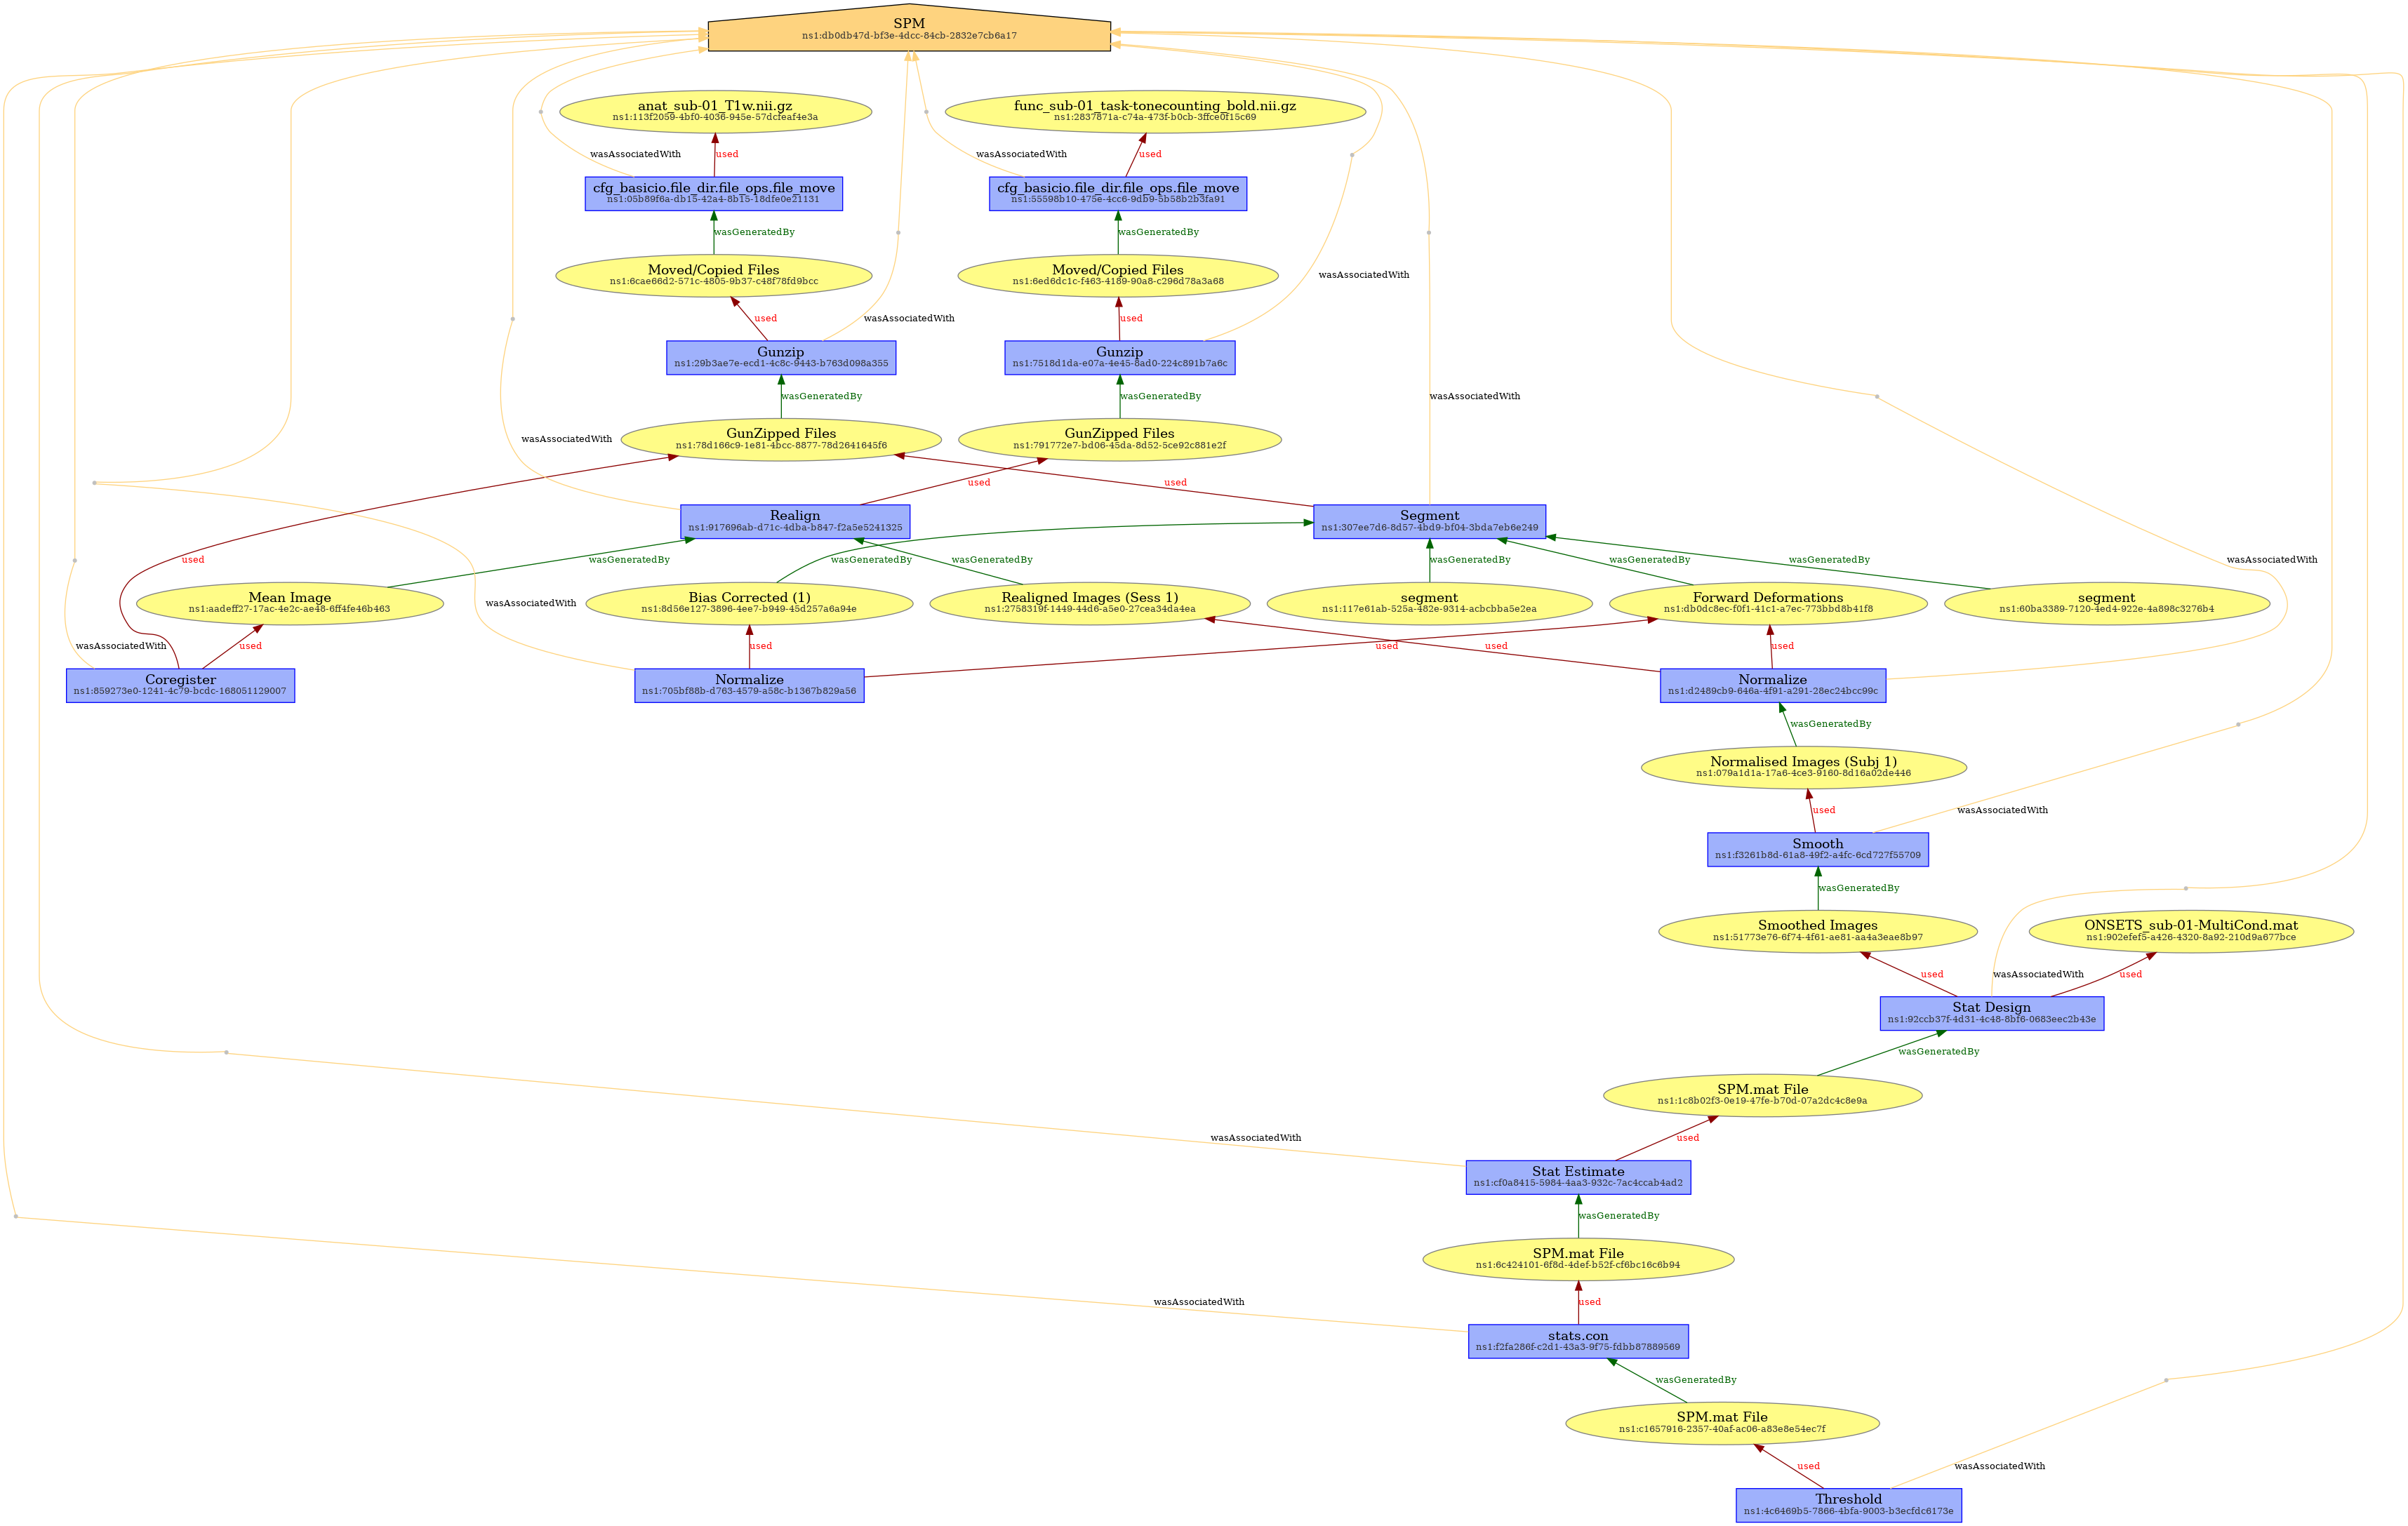 SPM
ns1:db0db47d-bf3e-4dcc-84cb-2832e7cb6a17
anat_sub-01_T1w.nii.gz
ns1:113f2059-4bf0-4036-945e-57dcfeaf4e3a
func_sub-01_task-tonecounting_bold.nii.gz
ns1:2837871a-c74a-473f-b0cb-3ffce0f15c69
wasAssociatedWith
used
wasAssociatedWith
used
cfg_basicio.file_dir.file_ops.file_move
ns1:05b89f6a-db15-42a4-8b15-18dfe0e21131
cfg_basicio.file_dir.file_ops.file_move
ns1:55598b10-475e-4cc6-9db9-5b58b2b3fa91
wasGeneratedBy
wasGeneratedBy
Moved/Copied Files
ns1:6cae66d2-571c-4805-9b37-c48f78fd9bcc
Moved/Copied Files
ns1:6ed6dc1c-f463-4189-90a8-c296d78a3a68
wasAssociatedWith
used
wasAssociatedWith
used
Gunzip
ns1:29b3ae7e-ecd1-4c8c-9443-b763d098a355
Gunzip
ns1:7518d1da-e07a-4e45-8ad0-224c891b7a6c
wasGeneratedBy
wasGeneratedBy
wasAssociatedWith
wasAssociatedWith
GunZipped Files
ns1:78d166c9-1e81-4bcc-8877-78d2641645f6
GunZipped Files
ns1:791772e7-bd06-45da-8d52-5ce92c881e2f
used
used
Realign
ns1:917696ab-d71c-4dba-b847-f2a5e5241325
Segment
ns1:307ee7d6-8d57-4bd9-bf04-3bda7eb6e249
used
wasGeneratedBy
wasGeneratedBy
wasGeneratedBy
wasGeneratedBy
wasGeneratedBy
wasGeneratedBy
wasAssociatedWith
Mean Image
ns1:aadeff27-17ac-4e2c-ae48-6ff4fe46b463
wasAssociatedWith
Bias Corrected (1)
ns1:8d56e127-3896-4ee7-b949-45d257a6a94e
Realigned Images (Sess 1)
ns1:2758319f-1449-44d6-a5e0-27cea34da4ea
segment
ns1:117e61ab-525a-482e-9314-acbcbba5e2ea
Forward Deformations
ns1:db0dc8ec-f0f1-41c1-a7ec-773bbd8b41f8
segment
ns1:60ba3389-7120-4ed4-922e-4a898c3276b4
wasAssociatedWith
used
used
used
used
used
Coregister
ns1:859273e0-1241-4c79-bcdc-168051129007
Normalize
ns1:705bf88b-d763-4579-a58c-b1367b829a56
Normalize
ns1:d2489cb9-646a-4f91-a291-28ec24bcc99c
wasGeneratedBy
Normalised Images (Subj 1)
ns1:079a1d1a-17a6-4ce3-9160-8d16a02de446
used
wasAssociatedWith
Smooth
ns1:f3261b8d-61a8-49f2-a4fc-6cd727f55709
wasGeneratedBy
Smoothed Images
ns1:51773e76-6f74-4f61-ae81-aa4a3eae8b97
ONSETS_sub-01-MultiCond.mat
ns1:902efef5-a426-4320-8a92-210d9a677bce
used
wasAssociatedWith
used
Stat Design
ns1:92ccb37f-4d31-4c48-8bf6-0683eec2b43e
wasGeneratedBy
SPM.mat File
ns1:1c8b02f3-0e19-47fe-b70d-07a2dc4c8e9a
wasAssociatedWith
used
Stat Estimate
ns1:cf0a8415-5984-4aa3-932c-7ac4ccab4ad2
wasGeneratedBy
SPM.mat File
ns1:6c424101-6f8d-4def-b52f-cf6bc16c6b94
wasAssociatedWith
used
stats.con
ns1:f2fa286f-c2d1-43a3-9f75-fdbb87889569
wasGeneratedBy
SPM.mat File
ns1:c1657916-2357-40af-ac06-a83e8e54ec7f
used
wasAssociatedWith
Threshold
ns1:4c6469b5-7866-4bfa-9003-b3ecfdc6173e